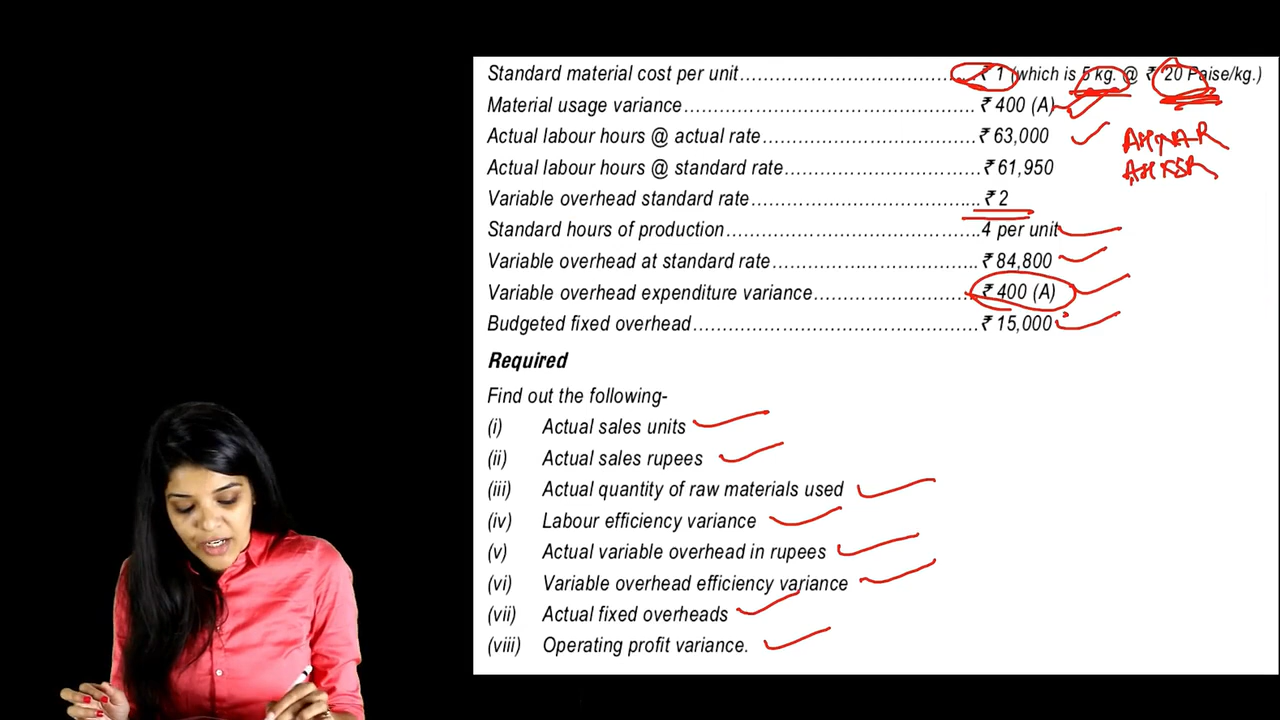 Standard material cost per unit.......................................... ₹ 1 (which is 5 kg. @ ₹ 20 Paise/kg.)
Material usage variance.................................................... ₹ 400 (A)
Actual labour hours @ actual rate...................................... ₹ 63,000
AH*AR
Actual labour hours @ standard rate.................................. ₹ 61,950
AH*SR
Variable overhead standard rate........................................ ₹ 2
Standard hours of production............................................4 per unit
Variable overhead at standard rate.................................... ₹ 84,800
Variable overhead expenditure variance............................. ₹ 400 (A)
Budgeted fixed overhead................................................... ₹ 15,000
Required
Find out the following-
(i) Actual sales units
(ii) Actual sales rupees
(iii) Actual quantity of raw materials used
(iv) Labour efficiency variance
(v) Actual variable overhead in rupees
(vi) Variable overhead efficiency variance
(vii) Actual fixed overheads
(viii) Operating profit variance.